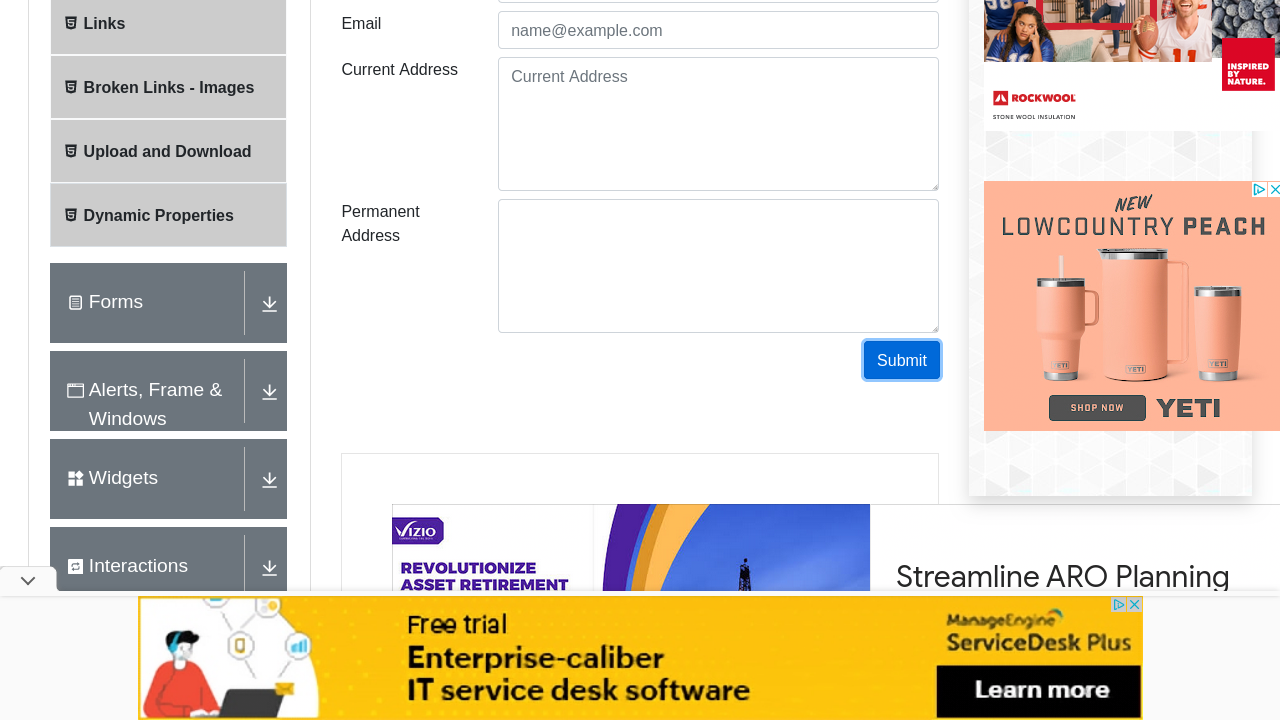 Links
Broken Links - Images
Upload and Download
Dynamic Properties
Forms
Alerts, Frame &
Windows
Widgets
Interactions
Email
name@example.com
Current Address
Current Address
Permanent
Address
Submit
INSPIRED
BY
NATURE.
ROCKWOOL
STONE WOOL INSULATION
NEW
LOWCOUNTRY PEACH
YETI
YETI
YETI
SHOP NOW
YETI
VIZIO
REVOLUTIONIZE
ASSET RETIREMENT
Streamline ARO Planning
Free trial
Enterprise-caliber
IT service desk software
ManageEngine
ServiceDesk Plus
Learn more